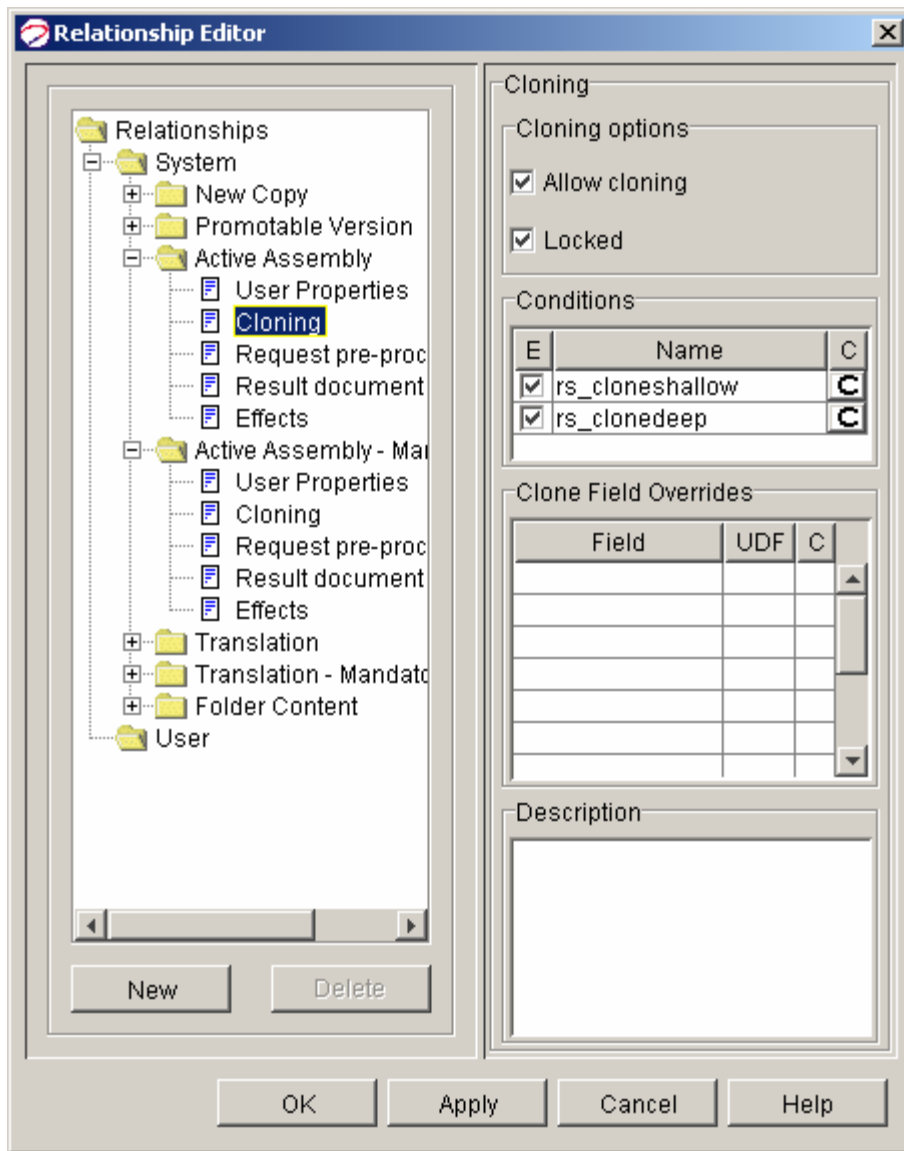 Relationship Editor
Relationships
System
New Copy
Promotable Version
Active Assembly
User Properties
Cloning
Request pre-proc
Result document
Effects
Active Assembly - Mai
User Properties
Cloning
Request pre-proc
Result document
Effects
Translation
Translation - Mandato
Folder Content
User
New
Delete
Cloning
Cloning options
Allow cloning
Locked
Conditions
E Name C
rs_cloneshallow C
rs_clonedeep C
Clone Field Overrides
Field UDF C
Description
OK Apply Cancel Help